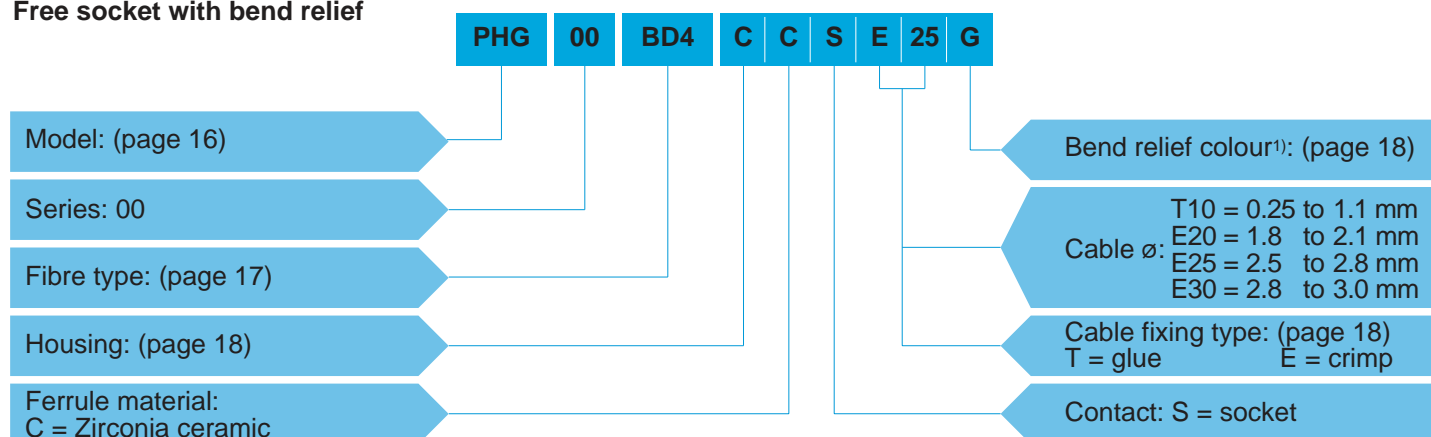 Free socket with bend relief
PHG 00 BD4 C C S E 25 G
Model: (page 16)
Series: 00
Fibre type: (page 17)
Housing: (page 18)
Ferrule material:
C = Zirconia ceramic
Bend relief colour1): (page 18)
Cable ø:
T10 = 0.25 to 1.1 mm
E20 = 1.8 to 2.1 mm
E25 = 2.5 to 2.8 mm
E30 = 2.8 to 3.0 mm
Cable fixing type: (page 18)
T = glue E = crimp
Contact: S = socket